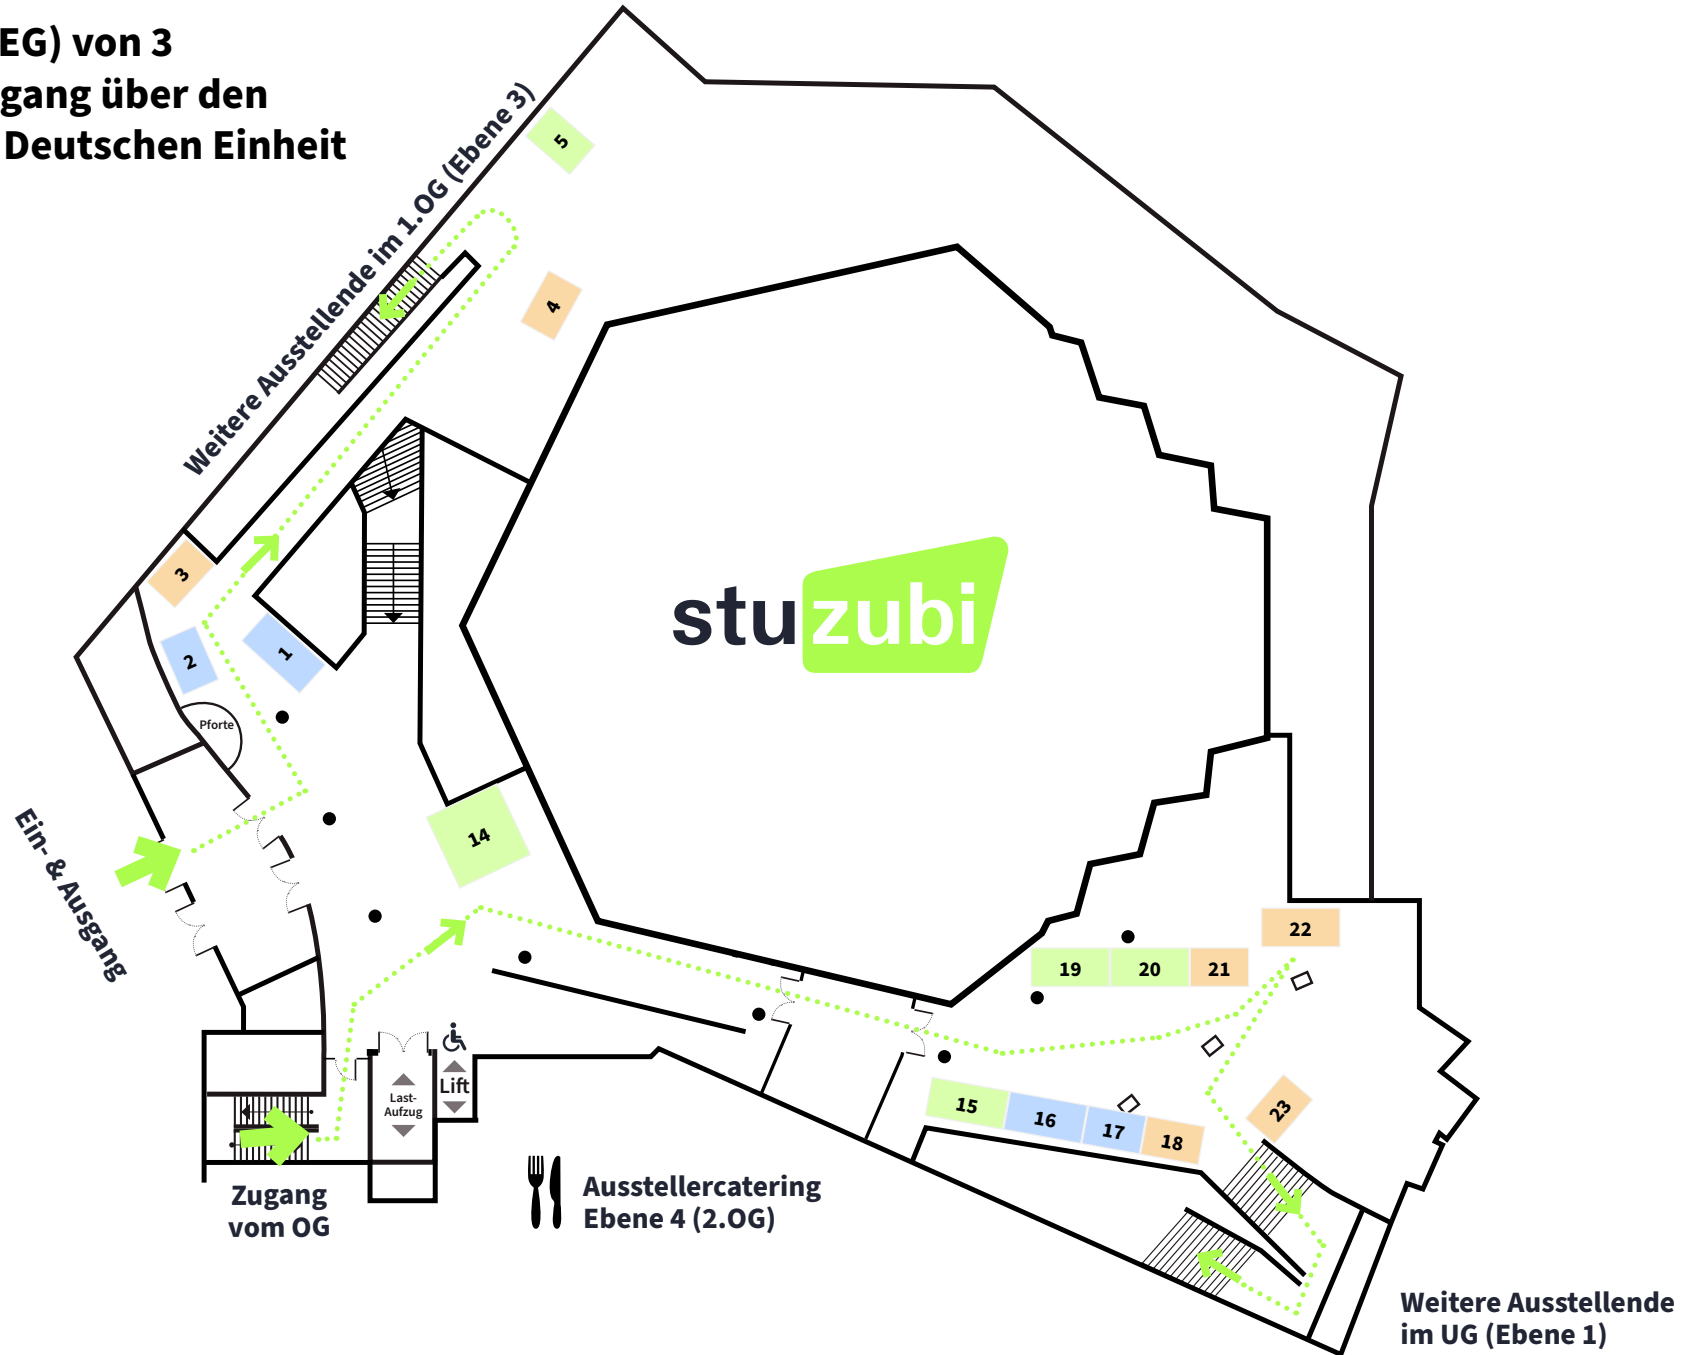 EG) von 3
gang über den
Deutschen Einheit
Weitere Ausstellende im 1.OG (Ebene 3)
5
4
3
2
1
Pforte
stuzubi
14
Ein- & Ausgang
22
19 20 21
Lift
Last-
Aufzug
15 16 17 18
23
Zugang
vom OG
Ausstellercatering
Ebene 4 (2.OG)
Weitere Ausstellende
im UG (Ebene 1)